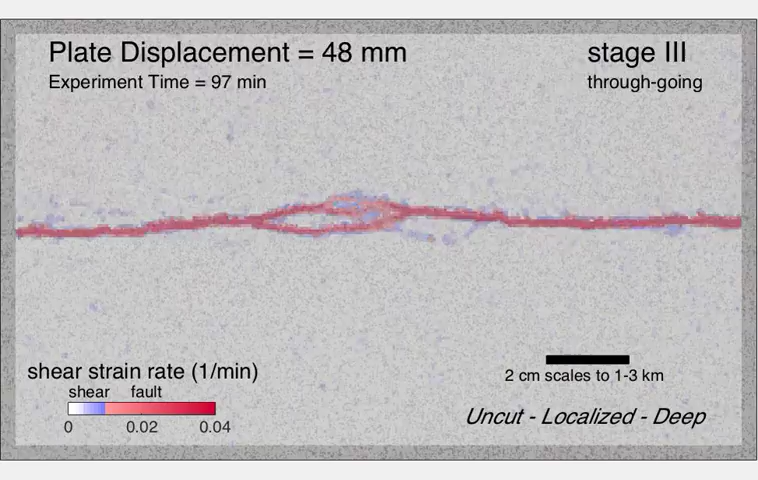 Plate Displacement = 48 mm
stage III
Experiment Time = 97 min
through-going
shear strain rate (1/min)
shear fault
0 0.02 0.04
2 cm scales to 1-3 km
Uncut - Localized - Deep